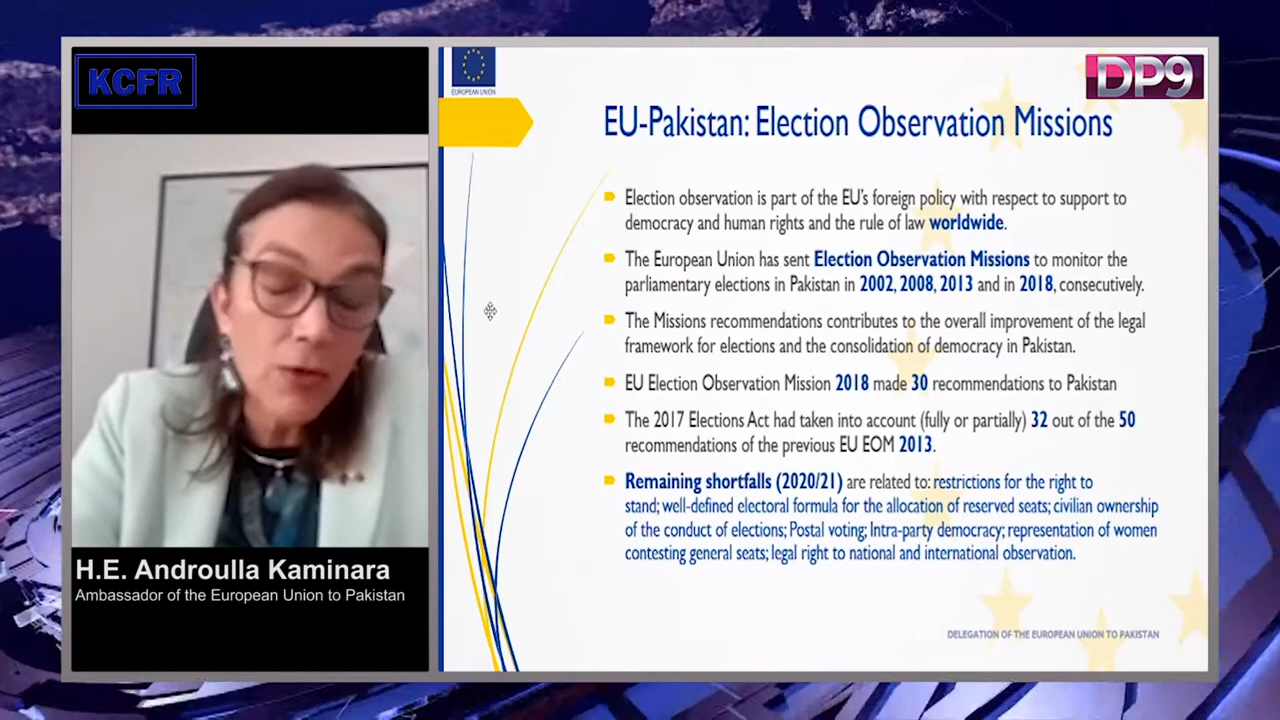 KCFR
H.E. Androulla Kaminara
Ambassador of the European Union to Pakistan
EUROPEAN UNION
DP9
EU-Pakistan: Election Observation Missions
Election observation is part of the EU's foreign policy with respect to support to
democracy and human rights and the rule of law worldwide.
The European Union has sent Election Observation Missions to monitor the
parliamentary elections in Pakistan in 2002, 2008, 2013 and in 2018, consecutively.
The Missions recommendations contributes to the overall improvement of the legal
framework for elections and the consolidation of democracy in Pakistan.
EU Election Observation Mission 2018 made 30 recommendations to Pakistan
The 2017 Elections Act had taken into account (fully or partially) 32 out of the 50
recommendations of the previous EU EOM 2013.
Remaining shortfalls (2020/21) are related to: restrictions for the right to
stand; well-defined electoral formula for the allocation of reserved seats; civilian ownership
of the conduct of elections; Postal voting; Intra-party democracy; representation of women
contesting general seats; legal right to national and international observation.
DELEGATION OF THE EUROPEAN UNION TO PAKISTAN